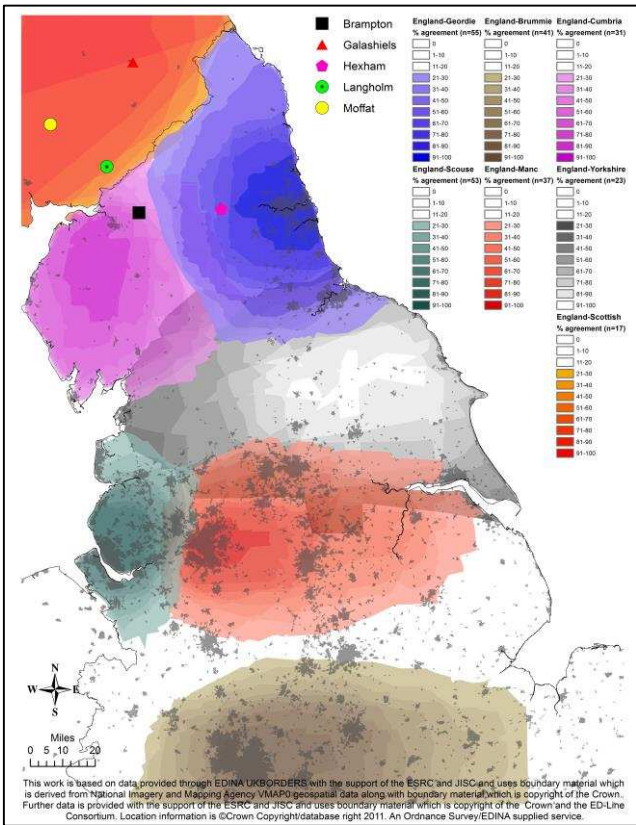 Brampton
Galashiels
Hexham
Langholm
Moffat
England-Geordie
% agreement (n=55)
0
1-10
11-20
21-30
31-40
41-50
51-60
61-70
71-80
81-90
91-100
England-Brummie
% agreement (n=41)
0
1-10
11-20
21-30
31-40
41-50
51-60
61-70
71-80
81-90
91-100
England-Cumbria
% agreement (n=31)
0
1-10
11-20
21-30
31-40
41-50
51-60
61-70
71-80
81-90
91-100
England-Scouse
% agreement (n=53)
0
1-10
11-20
21-30
31-40
41-50
51-60
61-70
71-80
81-90
91-100
England-Manc
% agreement (n=37)
0
1-10
11-20
21-30
31-40
41-50
51-60
61-70
71-80
81-90
91-100
England-Yorkshire
% agreement (n=23)
0
1-10
11-20
21-30
31-40
41-50
51-60
61-70
71-80
81-90
91-100
England-Scottish
% agreement (n=17)
0
1-10
11-20
21-30
31-40
41-50
51-60
61-70
71-80
81-90
91-100
N
W E
S
Miles
0 5 10 20
This work is based on data provided through EDINA UKBORDERS with the support of the ESRC and JISC and uses boundary material which
is derived from National Imagery and Mapping Agency VMAP0 geospatial data along with boundary material which is copyright of the Crown.
Further data is provided with the support of the ESRC and JISC and uses boundary material which is copyright of the Crown and the ED-Line
Consortium. Location information is ©Crown Copyright/database right 2011. An Ordnance Survey/EDINA supplied service.